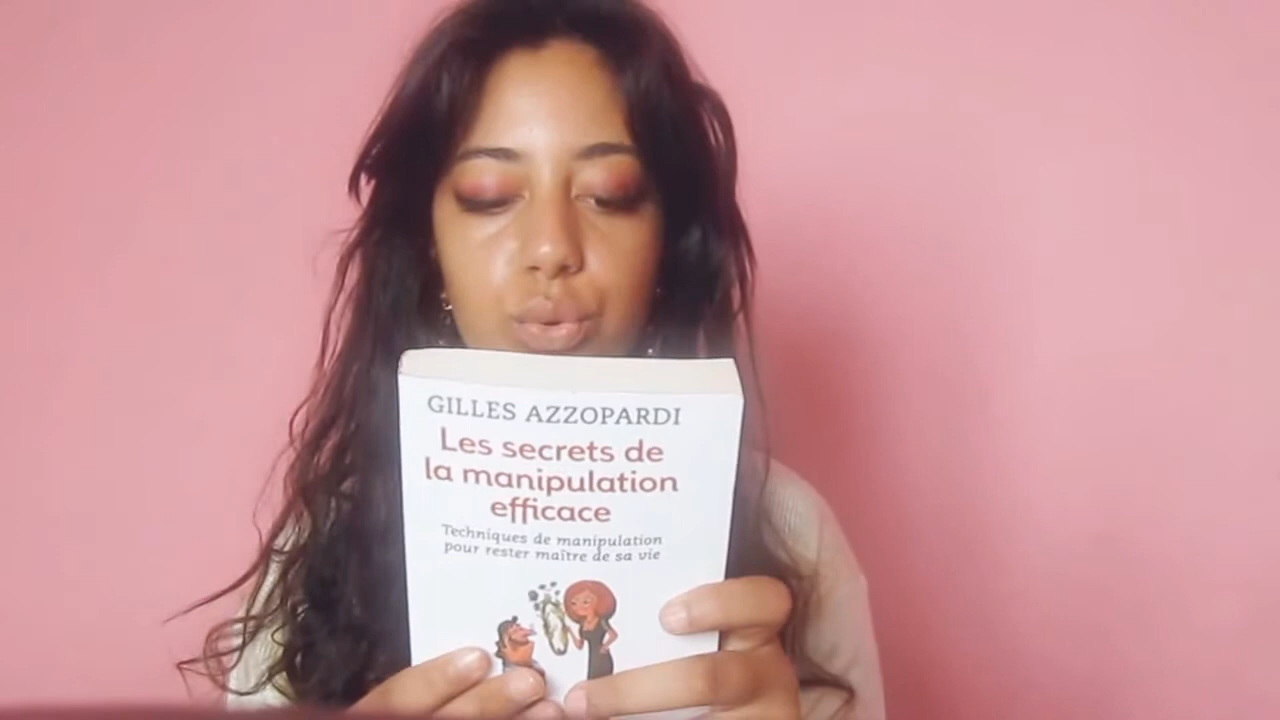 GILLES AZZOPARDI
Les secrets de
la manipulation
efficace
Techniques de manipulation
pour rester maître de sa vie